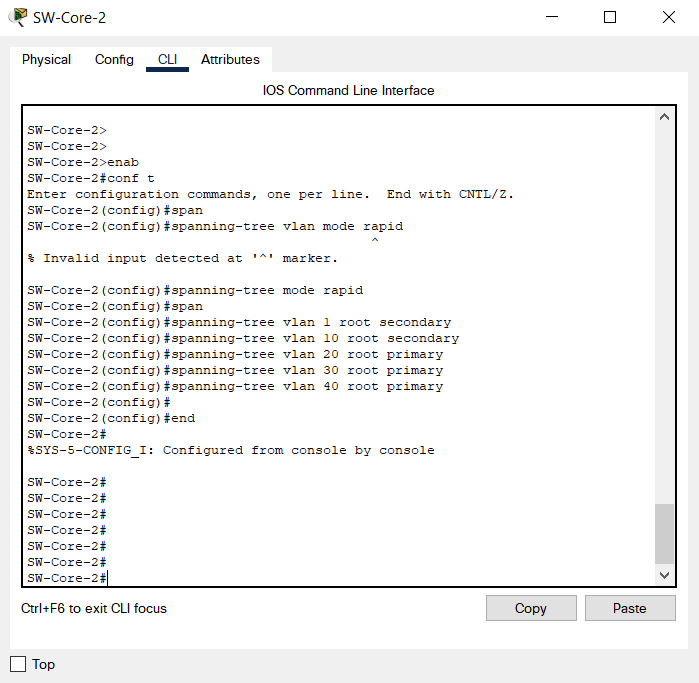 SW-Core-2
Physical Config CLI Attributes
IOS Command Line Interface
SW-Core-2>
SW-Core-2>
SW-Core-2>enab
SW-Core-2#conf t
Enter configuration commands, one per line.  End with CNTL/Z.
SW-Core-2(config)#span
SW-Core-2(config)#spanning-tree vlan mode rapid
^
% Invalid input detected at '^' marker.
SW-Core-2(config)#spanning-tree mode rapid
SW-Core-2(config)#span
SW-Core-2(config)#spanning-tree vlan 1 root secondary
SW-Core-2(config)#spanning-tree vlan 10 root secondary
SW-Core-2(config)#spanning-tree vlan 20 root primary
SW-Core-2(config)#spanning-tree vlan 30 root primary
SW-Core-2(config)#spanning-tree vlan 40 root primary
SW-Core-2(config)#
SW-Core-2(config)#end
SW-Core-2#
%SYS-5-CONFIG_I: Configured from console by console
SW-Core-2#
SW-Core-2#
SW-Core-2#
SW-Core-2#
SW-Core-2#
SW-Core-2#
SW-Core-2#
Ctrl+F6 to exit CLI focus Copy Paste
Top